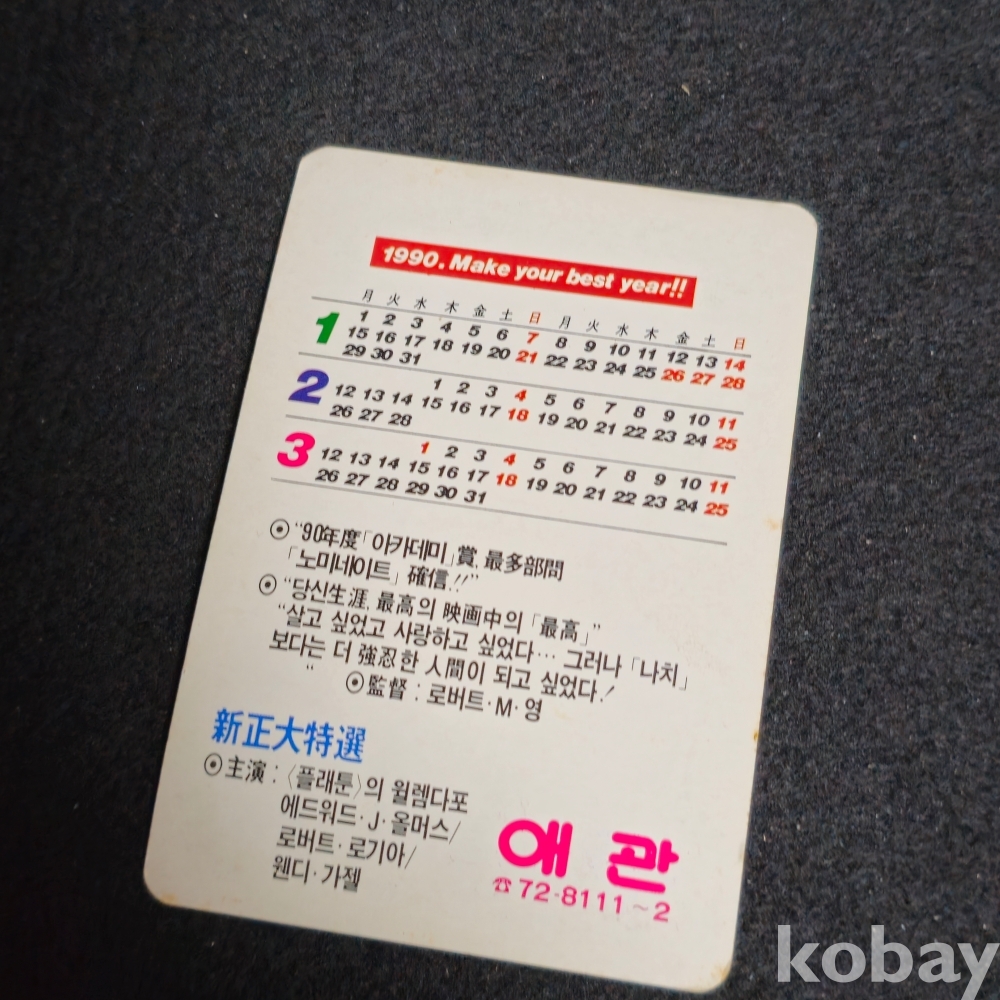 1990. Make your best year!!
月 火 水 木 金 土 日 月 火 水 木 金 土 日
1
1 2 3 4 5 6 7 8 9 10 11 12 13 14
15 16 17 18 19 20 21 22 23 24 25 26 27 28
29 30 31
2
1 2 3 4 5 6 7 8 9 10 11
12 13 14 15 16 17 18 19 20 21 22 23 24 25
26 27 28
3
1 2 3 4 5 6 7 8 9 10 11
12 13 14 15 16 17 18 19 20 21 22 23 24 25
26 27 28 29 30 31
⊙ “90年度「아카데미」賞, 最多部問
「노미네이트」確信!!”
⊙ “당신生涯, 最高의 映画中의「最高」”
“살고 싶었고 사랑하고 싶었다… 그러나「나치」
보다는 더 強忍한 人間이 되고 싶었다!
”
⊙監督 : 로버트·M·영
新正大特選
⊙主演 : 〈플래툰〉의 윌렘다포
에드워드·J·올머스/
로버트·로기아/
웬디·가젤
애관
☎72-8111~2
kobay